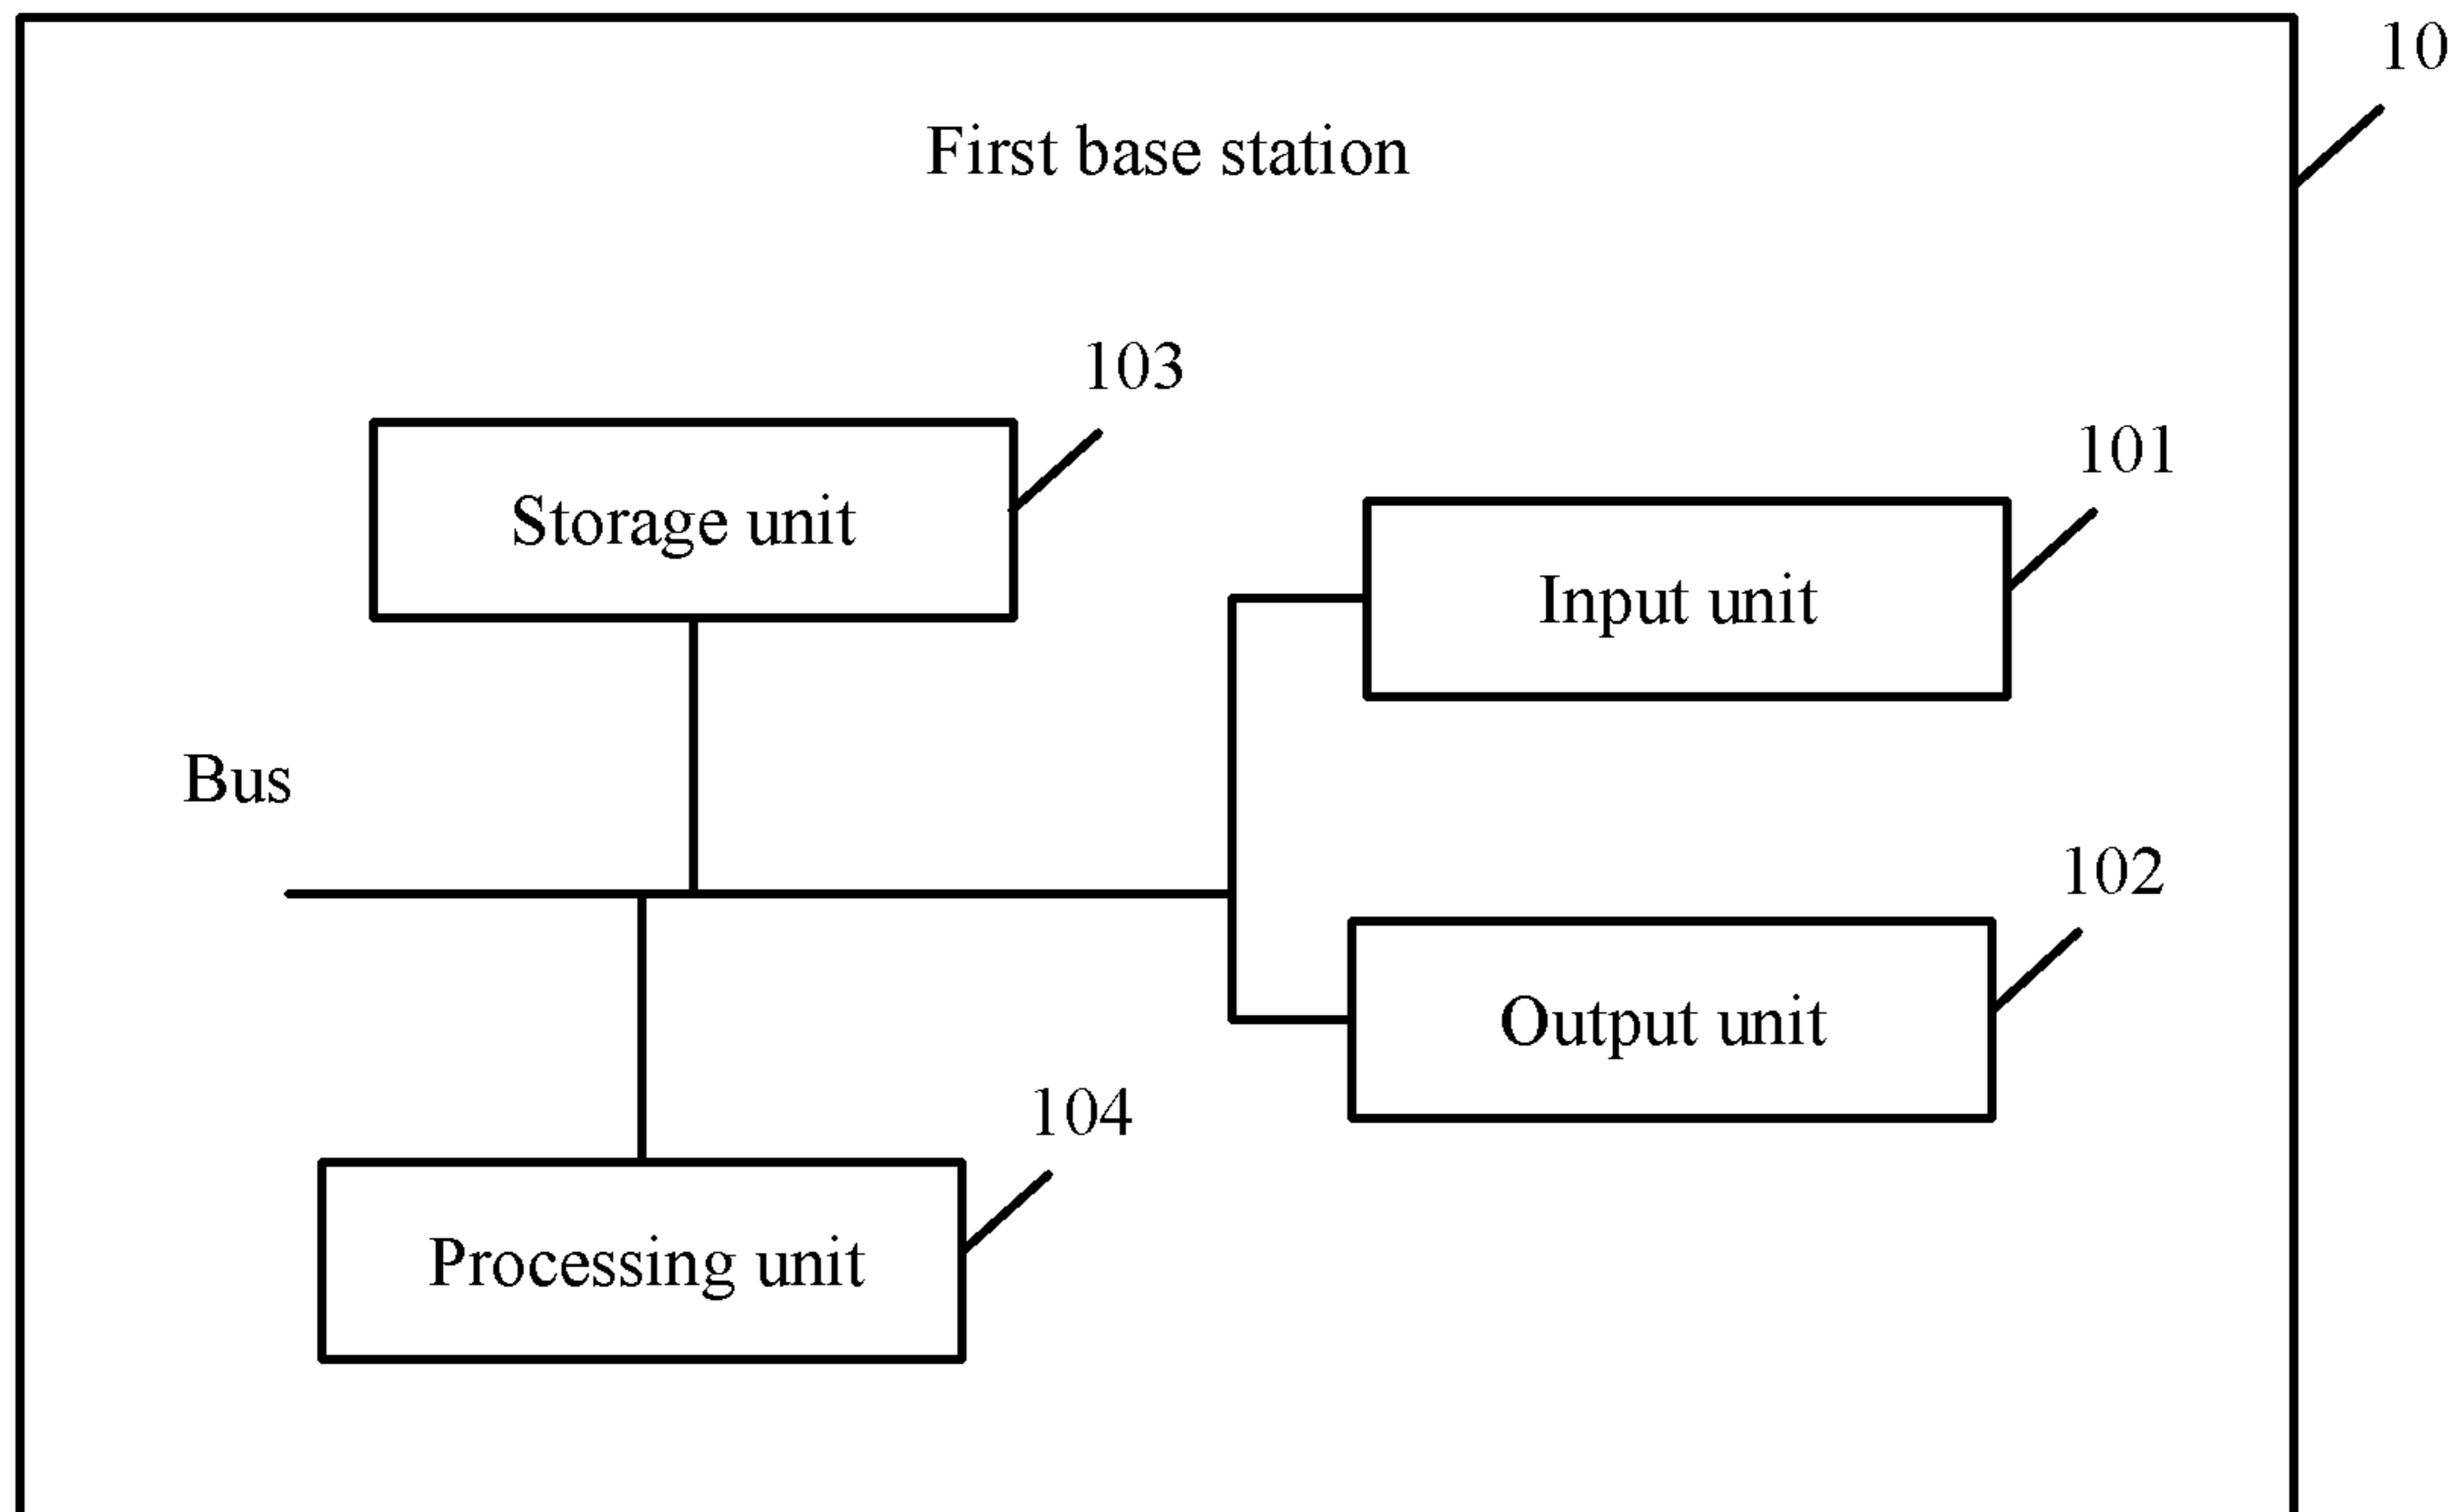 10
First base station
103
Storage unit
101
Input unit
Bus
102
Output unit
104
Processing unit